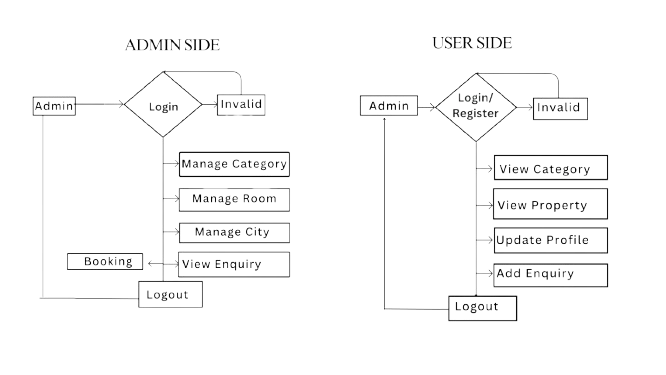 ADMIN SIDE
Admin
Login
Invalid
Manage Category
Manage Room
Manage City
Booking
View Enquiry
Logout
USER SIDE
Admin
Login/
Register
Invalid
View Category
View Property
Update Profile
Add Enquiry
Logout